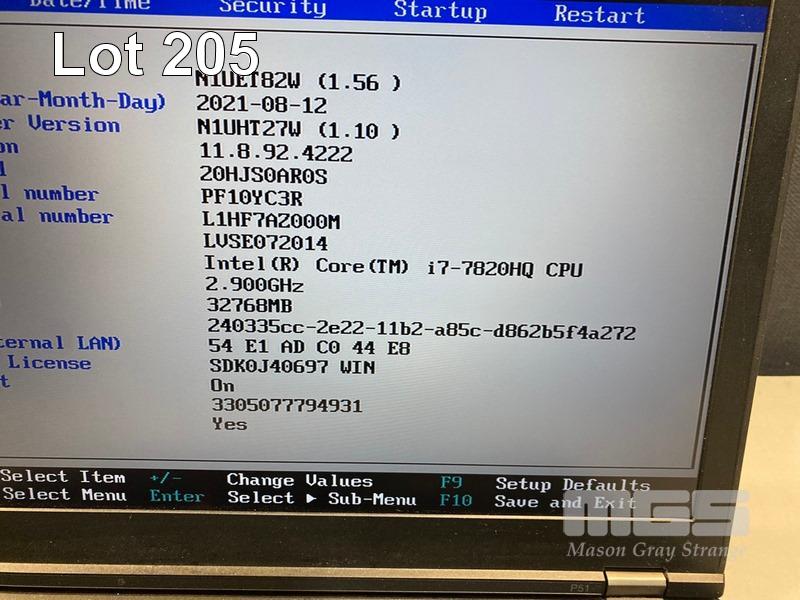 Date/Time Security Startup Restart
Lot 205
N1UET82W (1.56 )
ar-Month-Day) 2021-08-12
er Version N1UHT27W (1.10 )
on 11.8.92.4222
20HJS0AR0S
l number PF10YC3R
al number L1HF7AZ000M
LVSE072014
Intel(R) Core(TM) i7-7820HQ CPU
2.900GHz
32768MB
240335cc-2e22-11b2-a85c-d862b5f4a272
ternal LAN) 54 E1 AD C0 44 E8
License SDK0J40697 WIN
t On
3305077794931
Yes
Select Item +/- Change Values F9 Setup Defaults
Select Menu Enter Select ▶ Sub-Menu F10 Save and Exit
MGS
Mason Gray Strange
P51